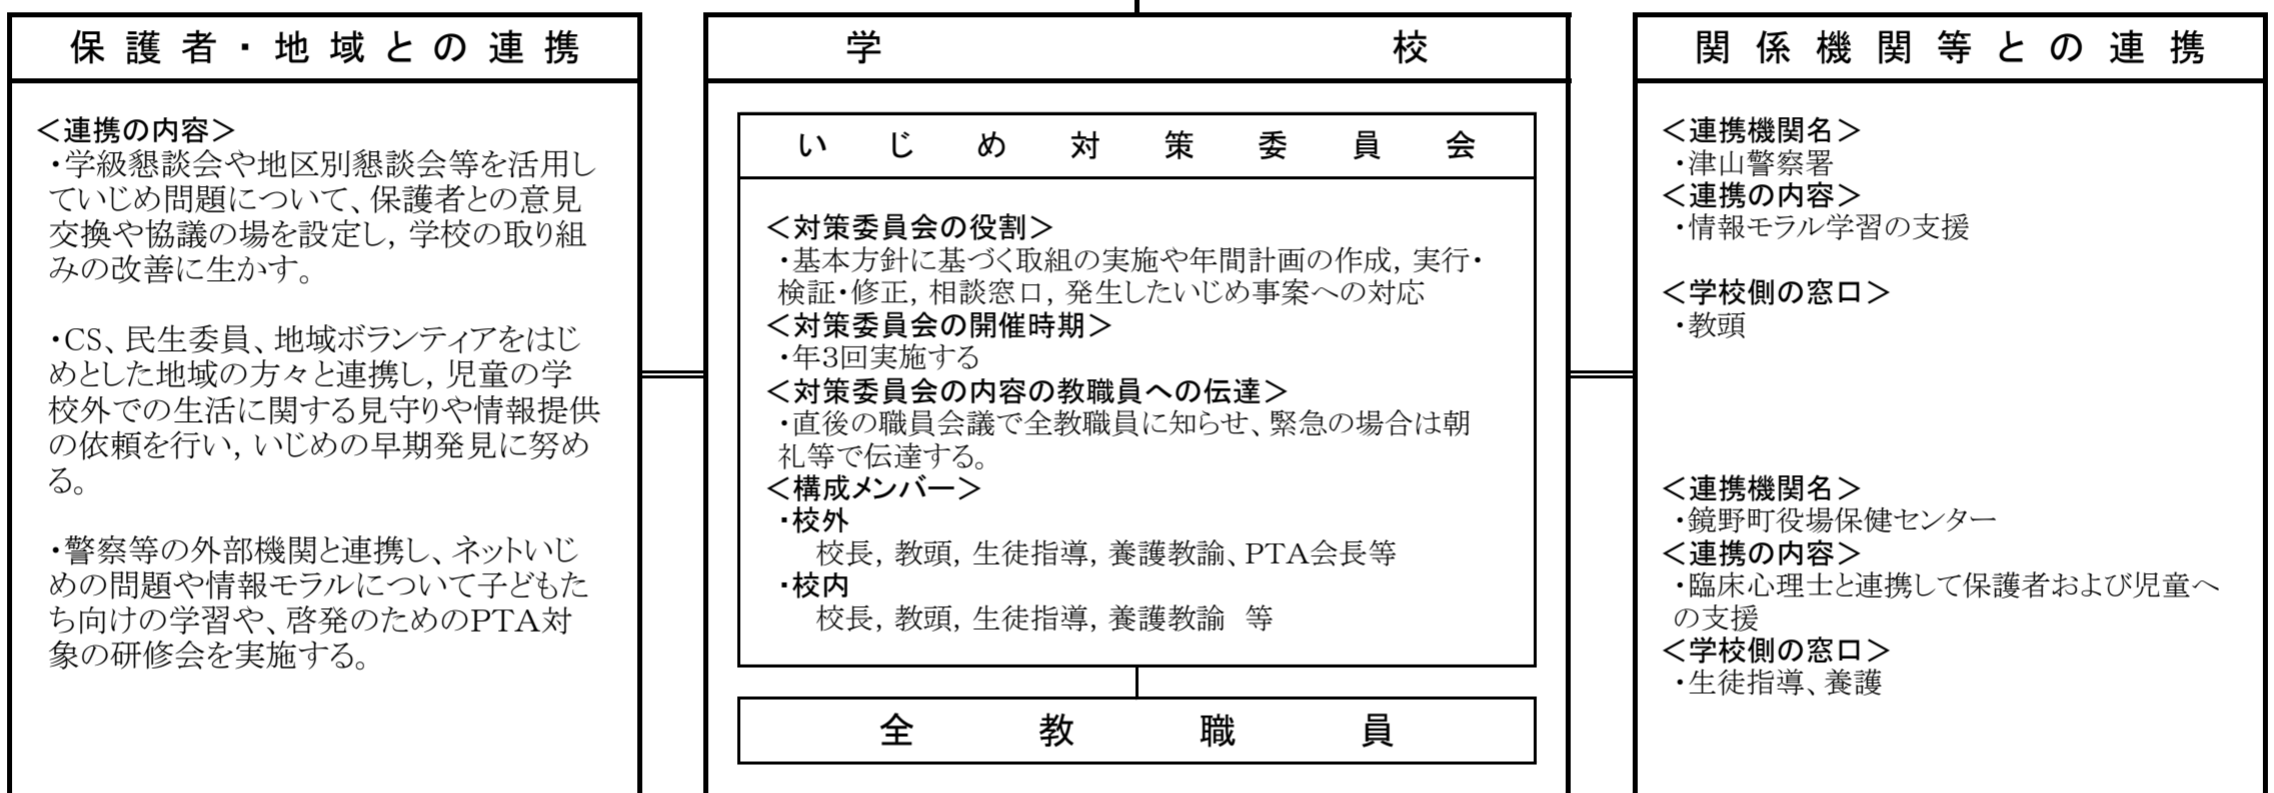 保護者・地域との連携
＜連携の内容＞
・学級懇談会や地区別懇談会等を活用し
ていじめ問題について、保護者との意見
交換や協議の場を設定し，学校の取り組
みの改善に生かす。
・CS、民生委員、地域ボランティアをはじ
めとした地域の方々と連携し，児童の学
校外での生活に関する見守りや情報提供
の依頼を行い，いじめの早期発見に努め
る。
・警察等の外部機関と連携し、ネットいじ
めの問題や情報モラルについて子どもた
ち向けの学習や、啓発のためのPTA対
象の研修会を実施する。
学校
いじめ対策委員会
＜対策委員会の役割＞
・基本方針に基づく取組の実施や年間計画の作成，実行・
検証・修正，相談窓口，発生したいじめ事案への対応
＜対策委員会の開催時期＞
・年3回実施する
＜対策委員会の内容の教職員への伝達＞
・直後の職員会議で全教職員に知らせ、緊急の場合は朝
礼等で伝達する。
＜構成メンバー＞
・校外
校長，教頭，生徒指導，養護教諭、PTA会長等
・校内
校長，教頭，生徒指導，養護教諭　等
全教職員
関係機関等との連携
＜連携機関名＞
・津山警察署
＜連携の内容＞
・情報モラル学習の支援
＜学校側の窓口＞
・教頭
＜連携機関名＞
・鏡野町役場保健センター
＜連携の内容＞
・臨床心理士と連携して保護者および児童へ
の支援
＜学校側の窓口＞
・生徒指導、養護